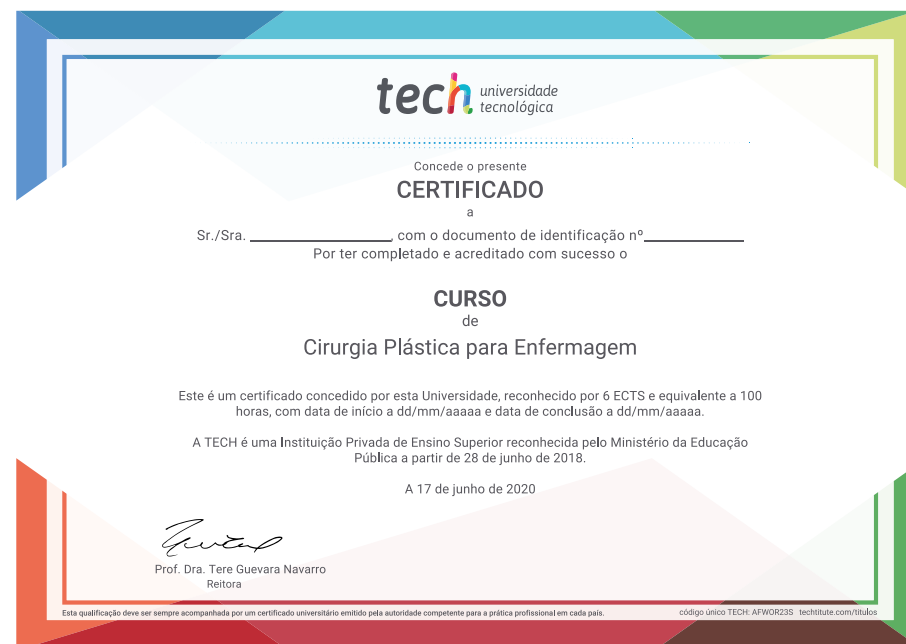 tech universidade
tecnológica
Concede o presente
CERTIFICADO
a
Sr./Sra. ______________, com o documento de identificação nº__________
Por ter completado e acreditado com sucesso o
CURSO
de
Cirurgia Plástica para Enfermagem
Este é um certificado concedido por esta Universidade, reconhecido por 6 ECTS e equivalente a 100
horas, com data de início a dd/mm/aaaaa e data de conclusão a dd/mm/aaaaa.
A TECH é uma Instituição Privada de Ensino Superior reconhecida pelo Ministério da Educação
Pública a partir de 28 de junho de 2018.
A 17 de junho de 2020
Prof. Dra. Tere Guevara Navarro
Reitora
Esta qualificação deve ser sempre acompanhada por um certificado universitário emitido pela autoridade competente para a prática profissional em cada país.
código único TECH: AFWOR23S techtitute.com/titulos